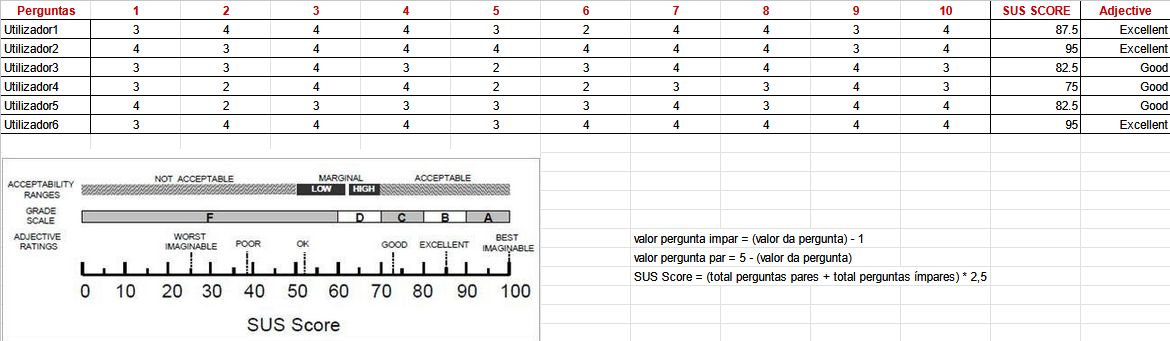 Perguntas 1 2 3 4 5 6 7 8 9 10 SUS SCORE Adjective
Utilizador1 3 4 4 4 3 2 4 4 3 4 87.5 Excellent
Utilizador2 4 3 4 4 4 4 4 4 3 4 95 Excellent
Utilizador3 3 3 4 3 2 3 4 4 4 3 82.5 Good
Utilizador4 3 2 4 4 2 2 3 3 4 3 75 Good
Utilizador5 4 2 3 3 3 3 4 3 4 4 82.5 Good
Utilizador6 3 4 4 4 3 4 4 4 4 4 95 Excellent
NOT ACCEPTABLE MARGINAL ACCEPTABLE
ACCEPTABILITY RANGES LOW HIGH
GRADE SCALE F D C B A
ADJECTIVE RATINGS WORST IMAGINABLE POOR OK GOOD EXCELLENT BEST IMAGINABLE
0 10 20 30 40 50 60 70 80 90 100
SUS Score
valor pergunta impar = (valor da pergunta) - 1
valor pergunta par = 5 - (valor da pergunta)
SUS Score = (total perguntas pares + total perguntas ímpares) * 2,5